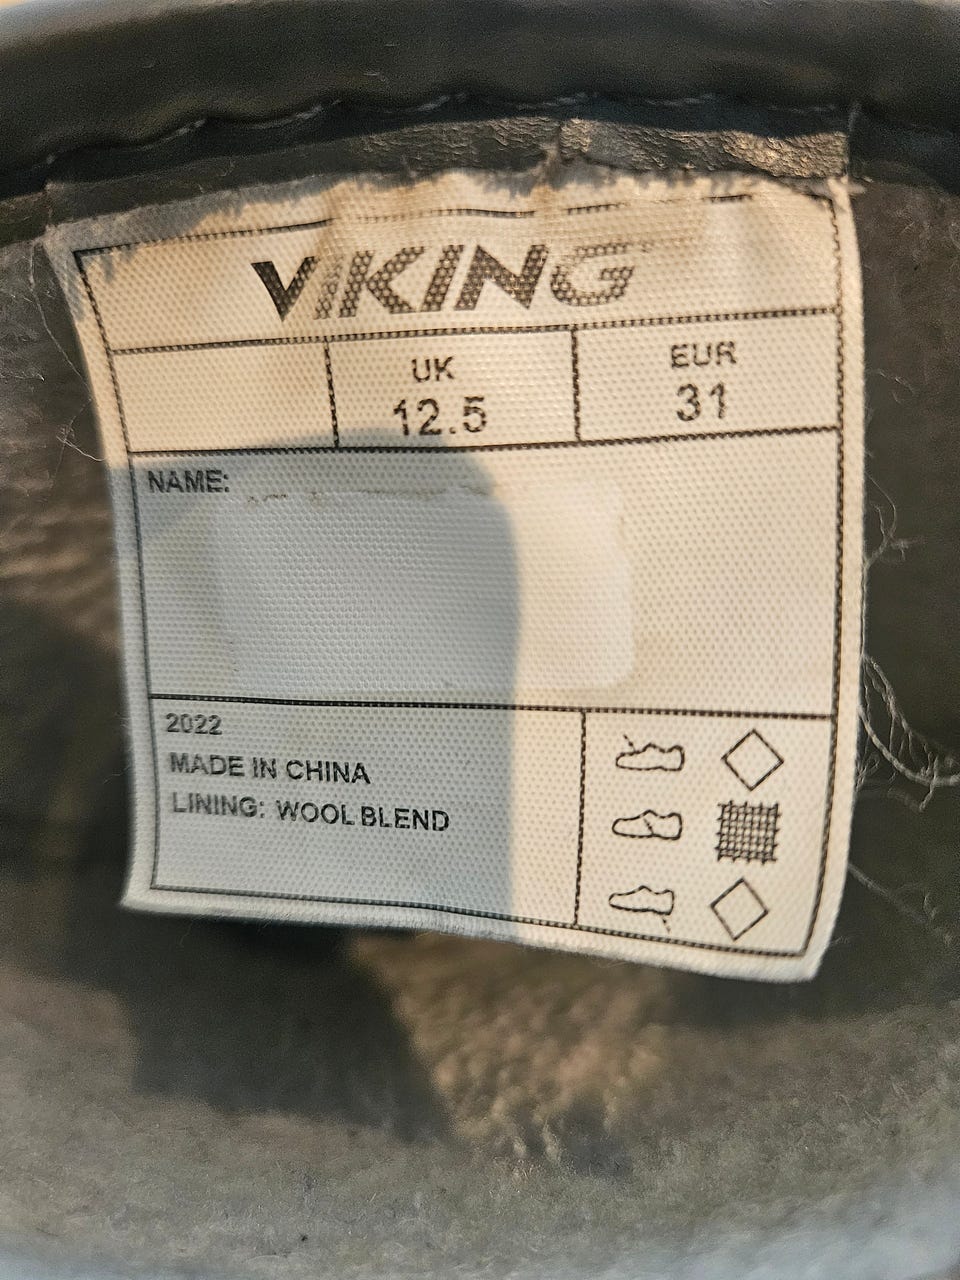 VIKING
UK EUR
12.5 31
NAME:
2022
MADE IN CHINA
LINING: WOOL BLEND